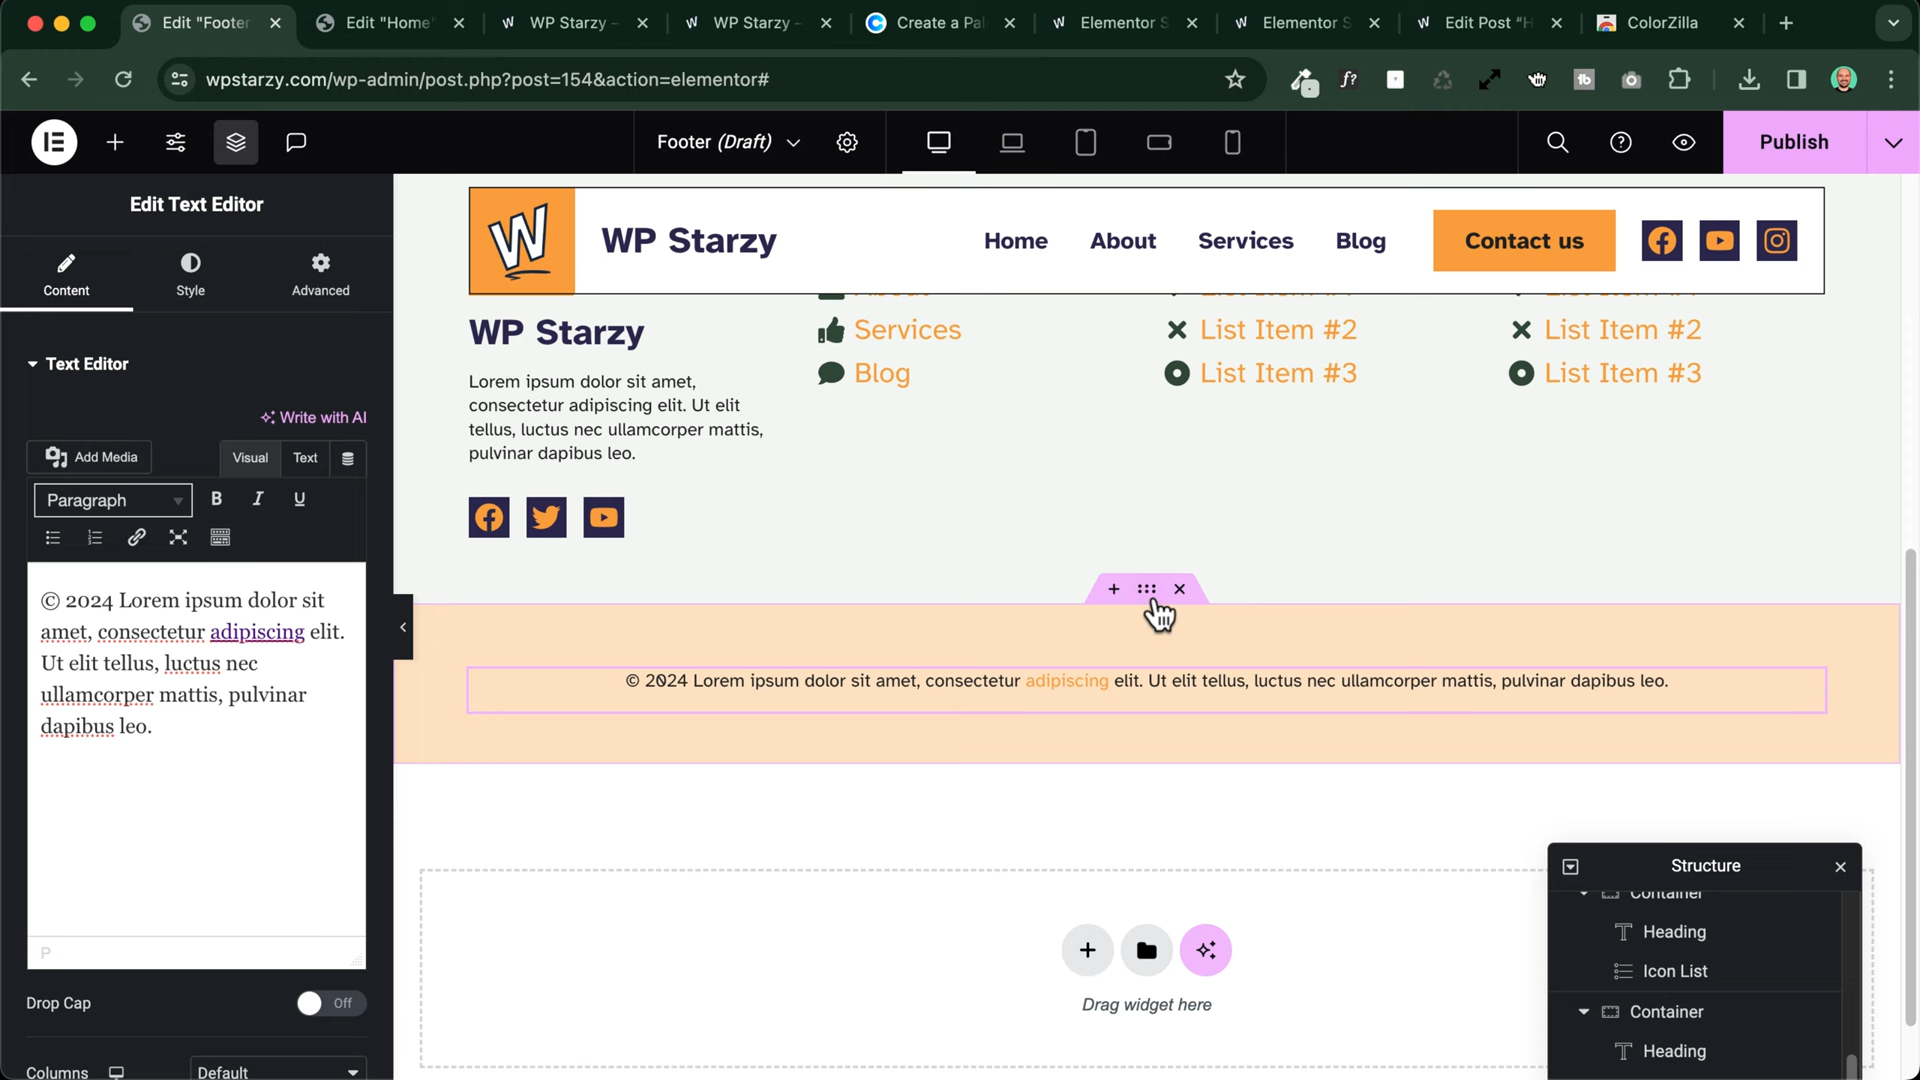 Edit "Footer
Edit "Home"
WP Starzy -
WP Starzy -
Create a Pal
Elementor S
Elementor S
Edit Post "H
ColorZilla
wpstarzy.com/wp-admin/post.php?post=154&action=elementor#
Footer (Draft)
Publish
Edit Text Editor
Content
Style
Advanced
Text Editor
Write with AI
Add Media
Visual
Text
Paragraph
B
I
U
© 2024 Lorem ipsum dolor sit
amet, consectetur adipiscing elit.
Ut elit tellus, luctus nec
ullamcorper mattis, pulvinar
dapibus leo.
P
Drop Cap
Off
Columns
Default
W
WP Starzy
Home
About
Services
Blog
Contact us
WP Starzy
Lorem ipsum dolor sit amet,
consectetur adipiscing elit. Ut elit
tellus, luctus nec ullamcorper mattis,
pulvinar dapibus leo.
Services
Blog
List Item #2
List Item #3
List Item #2
List Item #3
© 2024 Lorem ipsum dolor sit amet, consectetur adipiscing elit. Ut elit tellus, luctus nec ullamcorper mattis, pulvinar dapibus leo.
Drag widget here
Structure
Container
Heading
Icon List
Container
Heading